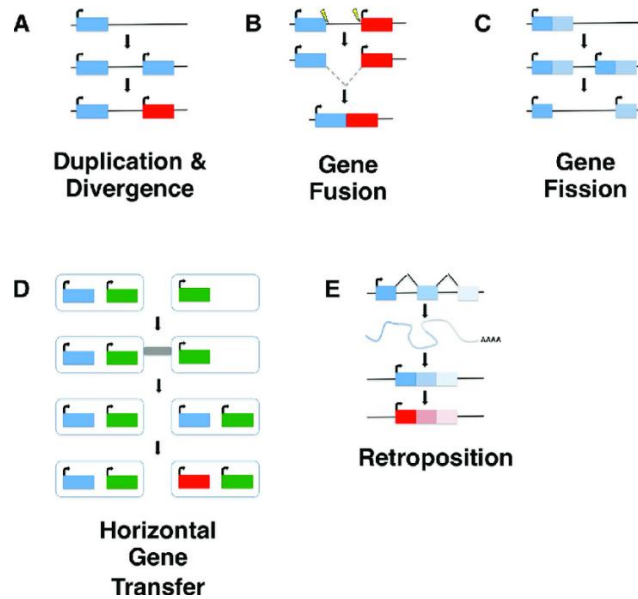 A
Duplication &
Divergence
B
Gene
Fusion
C
Gene
Fission
D
Horizontal
Gene
Transfer
E
AAAA
Retroposition